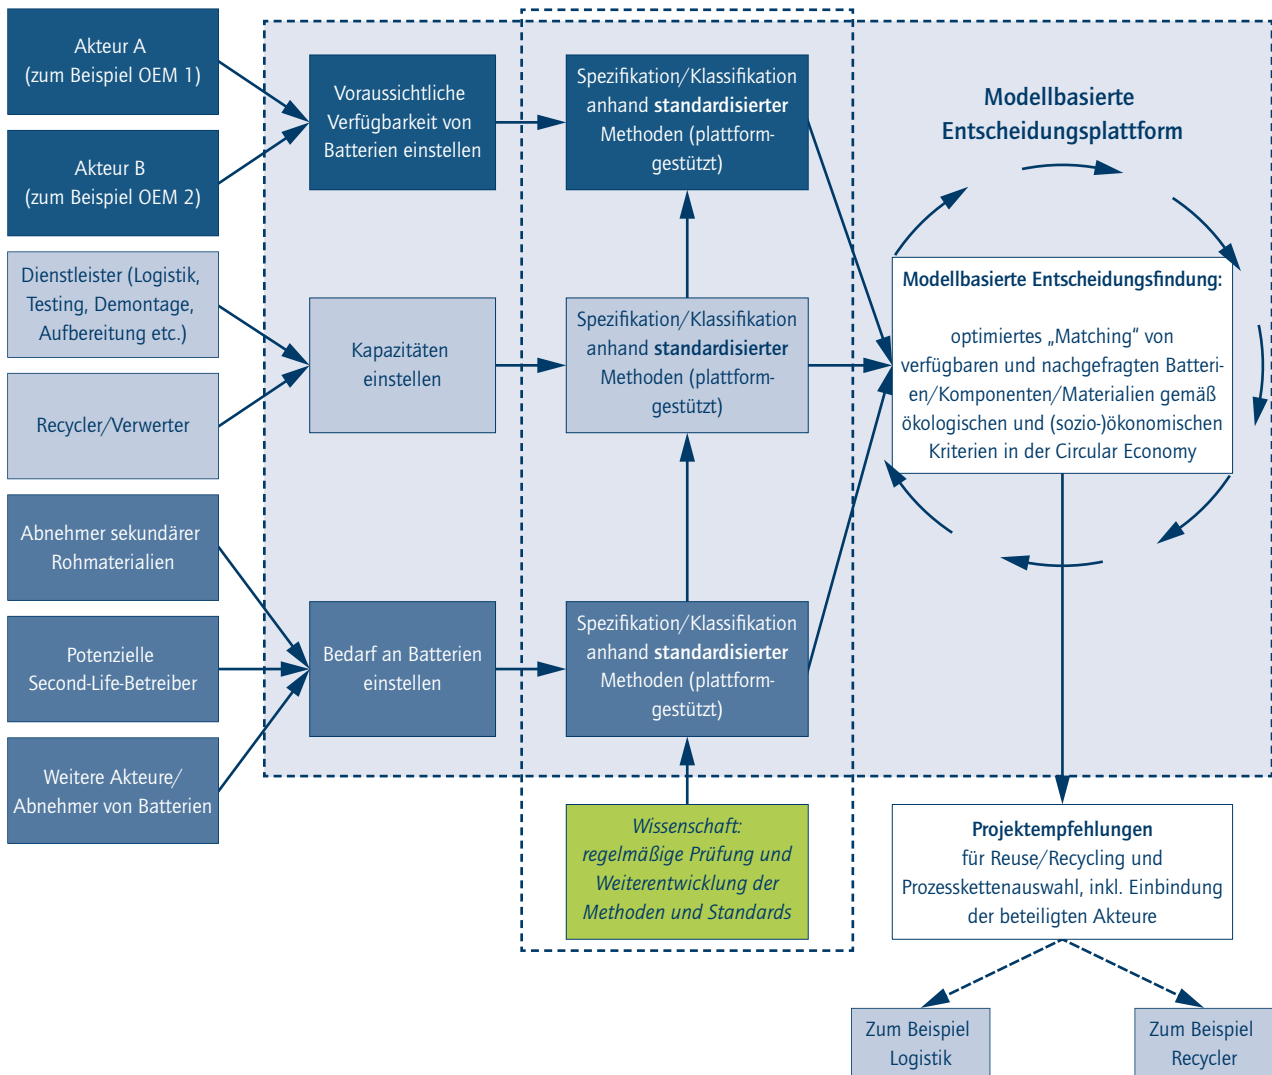 Akteur A
(zum Beispiel OEM 1)
Akteur B
(zum Beispiel OEM 2)
Dienstleister (Logistik,
Testing, Demontage,
Aufbereitung etc.)
Recycler/Verwerter
Abnehmer sekundärer
Rohmaterialien
Potenzielle
Second-Life-Betreiber
Weitere Akteure/
Abnehmer von Batterien
Voraussichtliche
Verfügbarkeit von
Batterien einstellen
Kapazitäten
einstellen
Bedarf an Batterien
einstellen
Spezifikation/Klassifikation
anhand standardisierter
Methoden (plattform-
gestützt)
Spezifikation/Klassifikation
anhand standardisierter
Methoden (plattform-
gestützt)
Spezifikation/Klassifikation
anhand standardisierter
Methoden (plattform-
gestützt)
Wissenschaft:
regelmäßige Prüfung und
Weiterentwicklung der
Methoden und Standards
Modellbasierte
Entscheidungsplattform
Modellbasierte Entscheidungsfindung:
optimiertes „Matching“ von
verfügbaren und nachgefragten Batteri-
en/Komponenten/Materialien gemäß
ökologischen und (sozio-)ökonomischen
Kriterien in der Circular Economy
Projektempfehlungen
für Reuse/Recycling und
Prozesskettenauswahl, inkl. Einbindung
der beteiligten Akteure
Zum Beispiel
Logistik
Zum Beispiel
Recycler